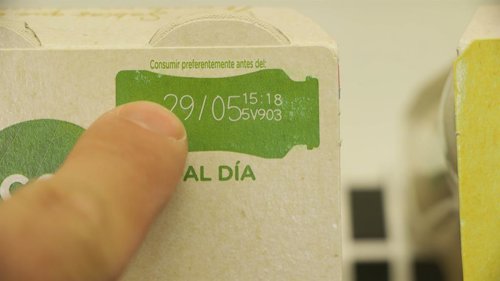 Consumir preferentemente antes del:
29/05 15:18
5V903
AL DÍA